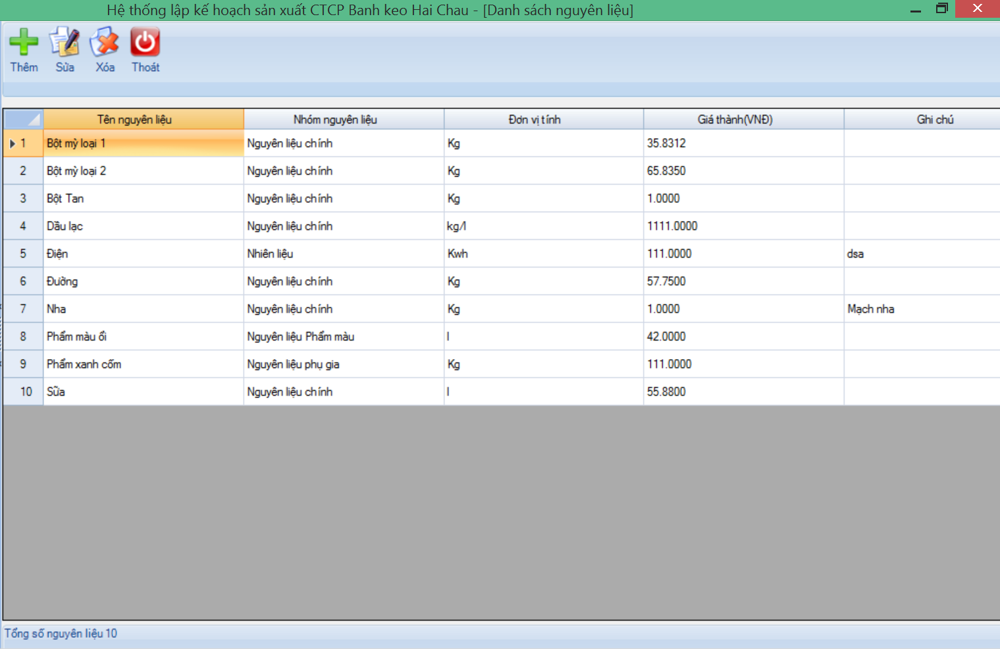 Hệ thống lập kế hoạch sản xuất CTCP Banh keo Hai Chau - [Danh sách nguyên liệu]
Thêm Sửa Xóa Thoát
Tên nguyên liệu Nhóm nguyên liệu Đơn vị tính Giá thành(VNĐ) Ghi chú
1 Bột mỳ loại 1 Nguyên liệu chính Kg 35.8312
2 Bột mỳ loại 2 Nguyên liệu chính Kg 65.8350
3 Bột Tan Nguyên liệu chính Kg 1.0000
4 Dầu lạc Nguyên liệu chính kg/l 1111.0000
5 Điện Nhiên liệu Kwh 111.0000 dsa
6 Đường Nguyên liệu chính Kg 57.7500
7 Nha Nguyên liệu chính Kg 1.0000 Mạch nha
8 Phẩm màu ổi Nguyên liệu Phẩm màu l 42.0000
9 Phẩm xanh cốm Nguyên liệu phụ gia Kg 111.0000
10 Sữa Nguyên liệu chính l 55.8800
Tổng số nguyên liệu 10